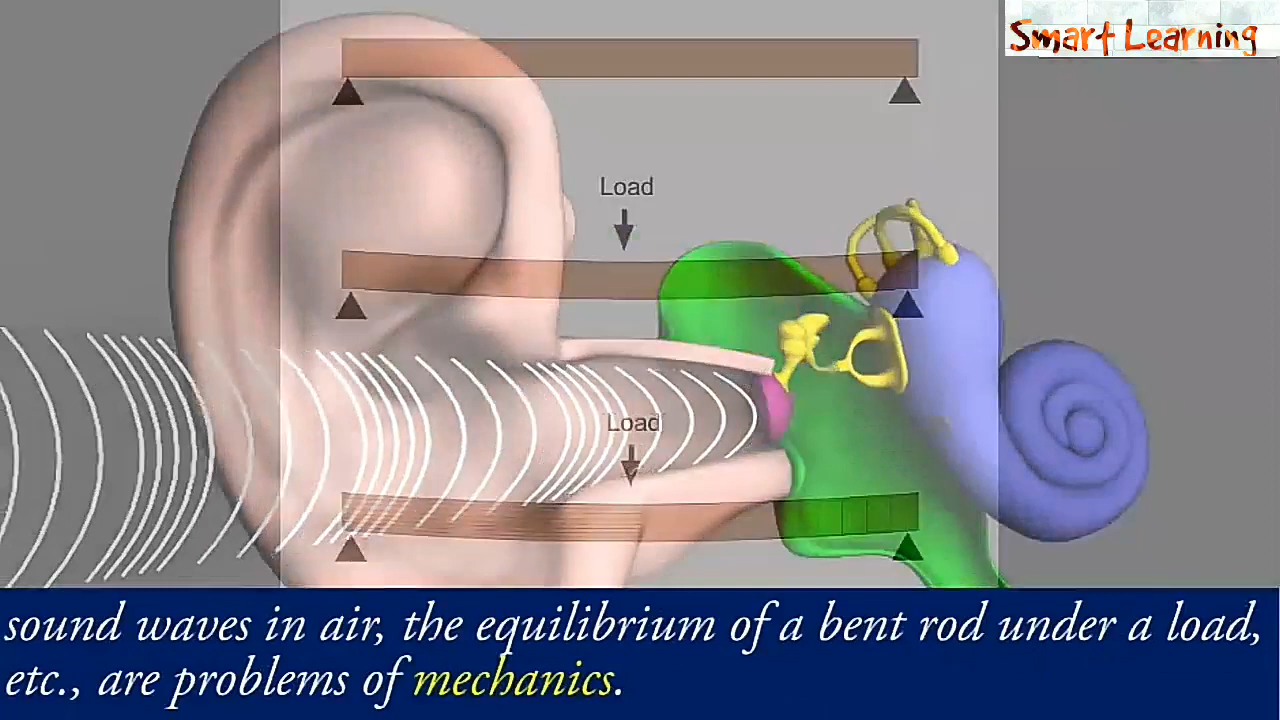 Smart Learning
Load
Load
sound waves in air, the equilibrium of a bent rod under a load,
etc., are problems of mechanics.